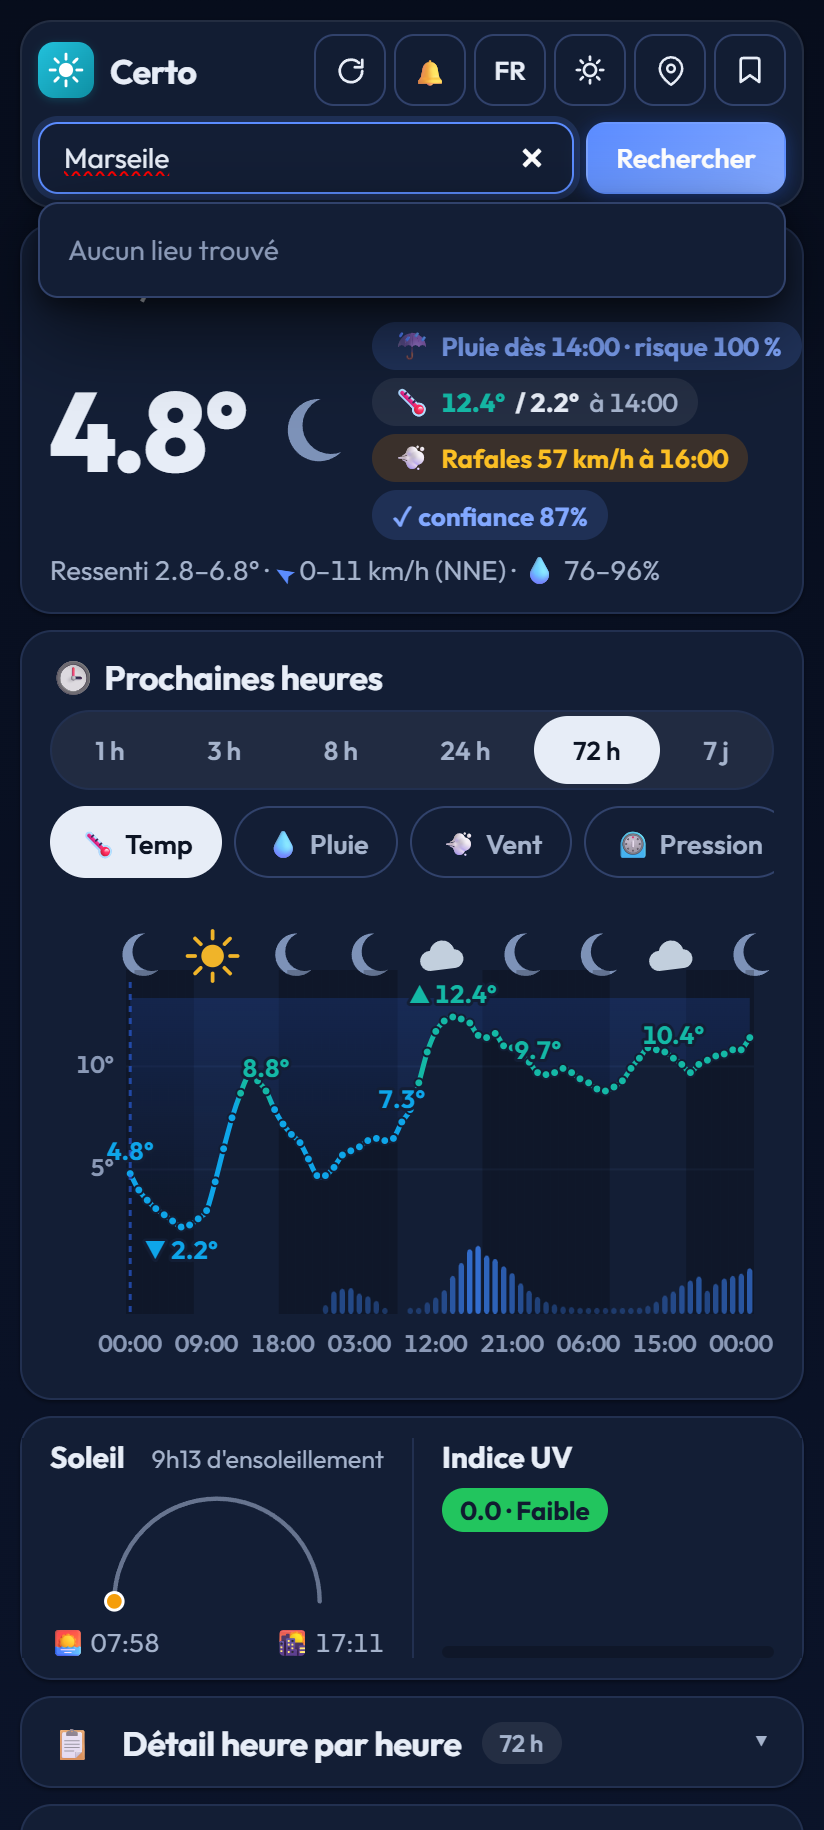 Certo
FR
Marseile ✕ Rechercher
Aucun lieu trouvé
Pluie dès 14:00 · risque 100 %
4.8°
12.4° / 2.2° à 14:00
Rafales 57 km/h à 16:00
✓ confiance 87%
Ressenti 2.8–6.8° · 0–11 km/h (NNE) · 76–96%
Prochaines heures
1 h 3 h 8 h 24 h 72 h 7 j
Temp Pluie Vent Pression
▲ 12.4°
10.4°
9.7°
10° 8.8°
7.3°
4.8°
5°
▼ 2.2°
00:00 09:00 18:00 03:00 12:00 21:00 06:00 15:00 00:00
Soleil 9h13 d'ensoleillement
07:58 17:11
Indice UV
0.0 · Faible
Détail heure par heure 72 h ▼